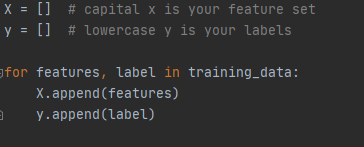 X = []  # capital x is your feature set
y = []  # lowercase y is your labels
for features, label in training_data:
    X.append(features)
    y.append(label)